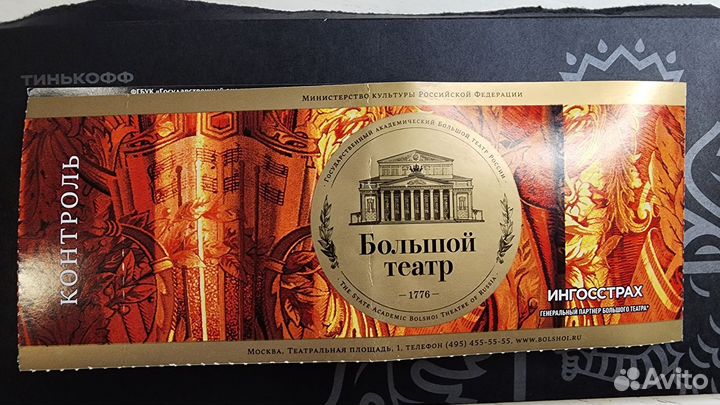 ТИНЬКОФФ
МИНИСТЕРСТВО КУЛЬТУРЫ РОССИЙСКОЙ ФЕДЕРАЦИИ
КОНТРОЛЬ
ГОСУДАРСТВЕННЫЙ АКАДЕМИЧЕСКИЙ БОЛЬШОЙ ТЕАТР РОССИИ
Большой
театр
— 1776 —
THE STATE ACADEMIC BOLSHOI THEATRE OF RUSSIA
ИНГОССТРАХ
ГЕНЕРАЛЬНЫЙ ПАРТНЕР БОЛЬШОГО ТЕАТРА*
МОСКВА, ТЕАТРАЛЬНАЯ ПЛОЩАДЬ, 1. ТЕЛЕФОН (495) 455-55-55, WWW.BOLSHOI.RU
Avito